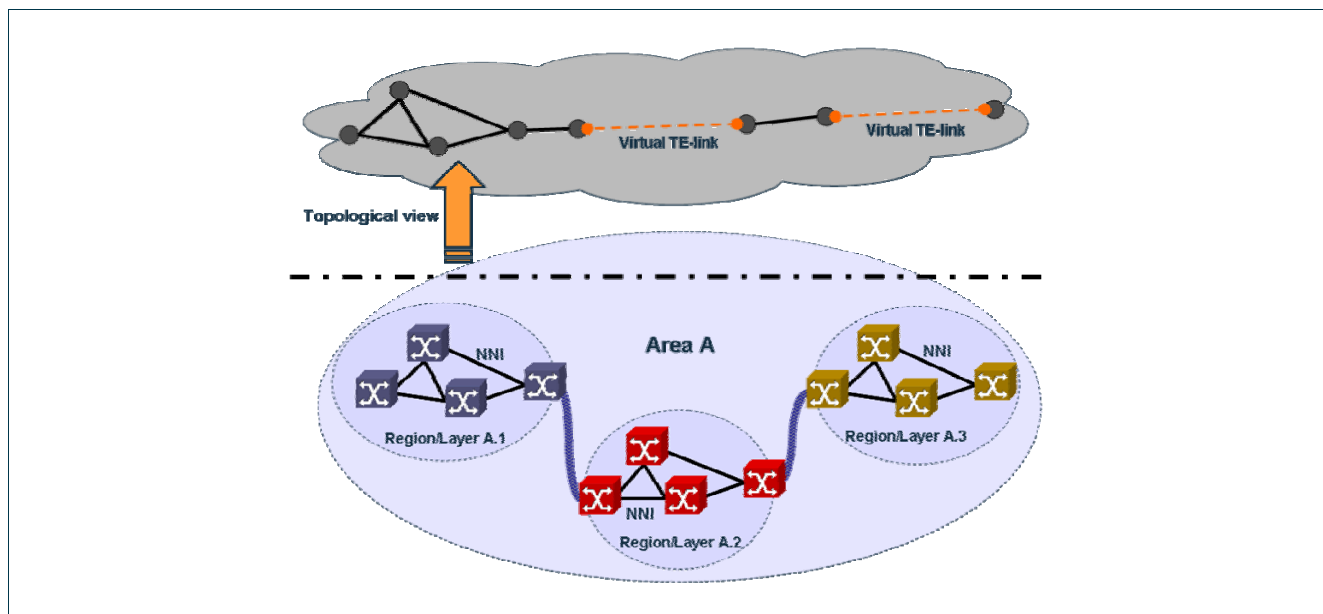 Virtual TE-link
Virtual TE-link
Topological view
NNI
Area A
NNI
Region/Layer A.1
Region/Layer A.3
NNI
Region/Layer A.2